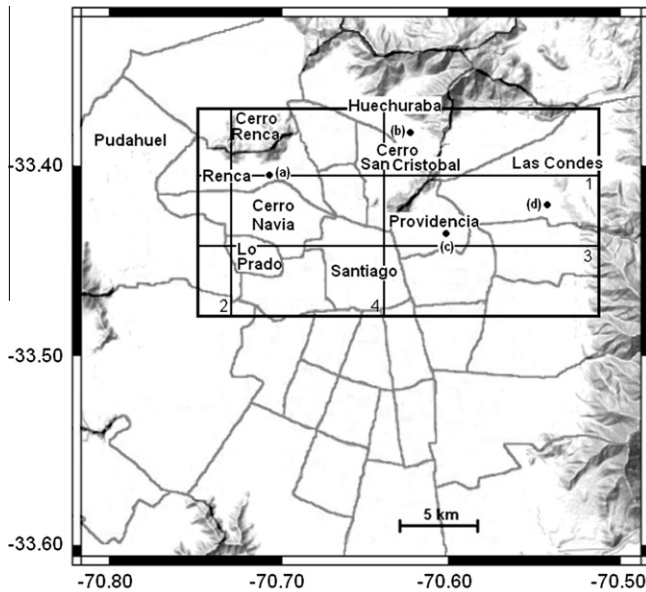 Huechuraba
Cerro
Renca
Pudahuel
(b)
Cerro
San Cristobal
Las Condes
-33.40
Renca
(a)
1
Cerro
Navia
(d)
Providencia
(c)
Lo
Prado
Santiago
3
2
4
-33.50
5 km
-33.60
-70.80
-70.70
-70.60
-70.50